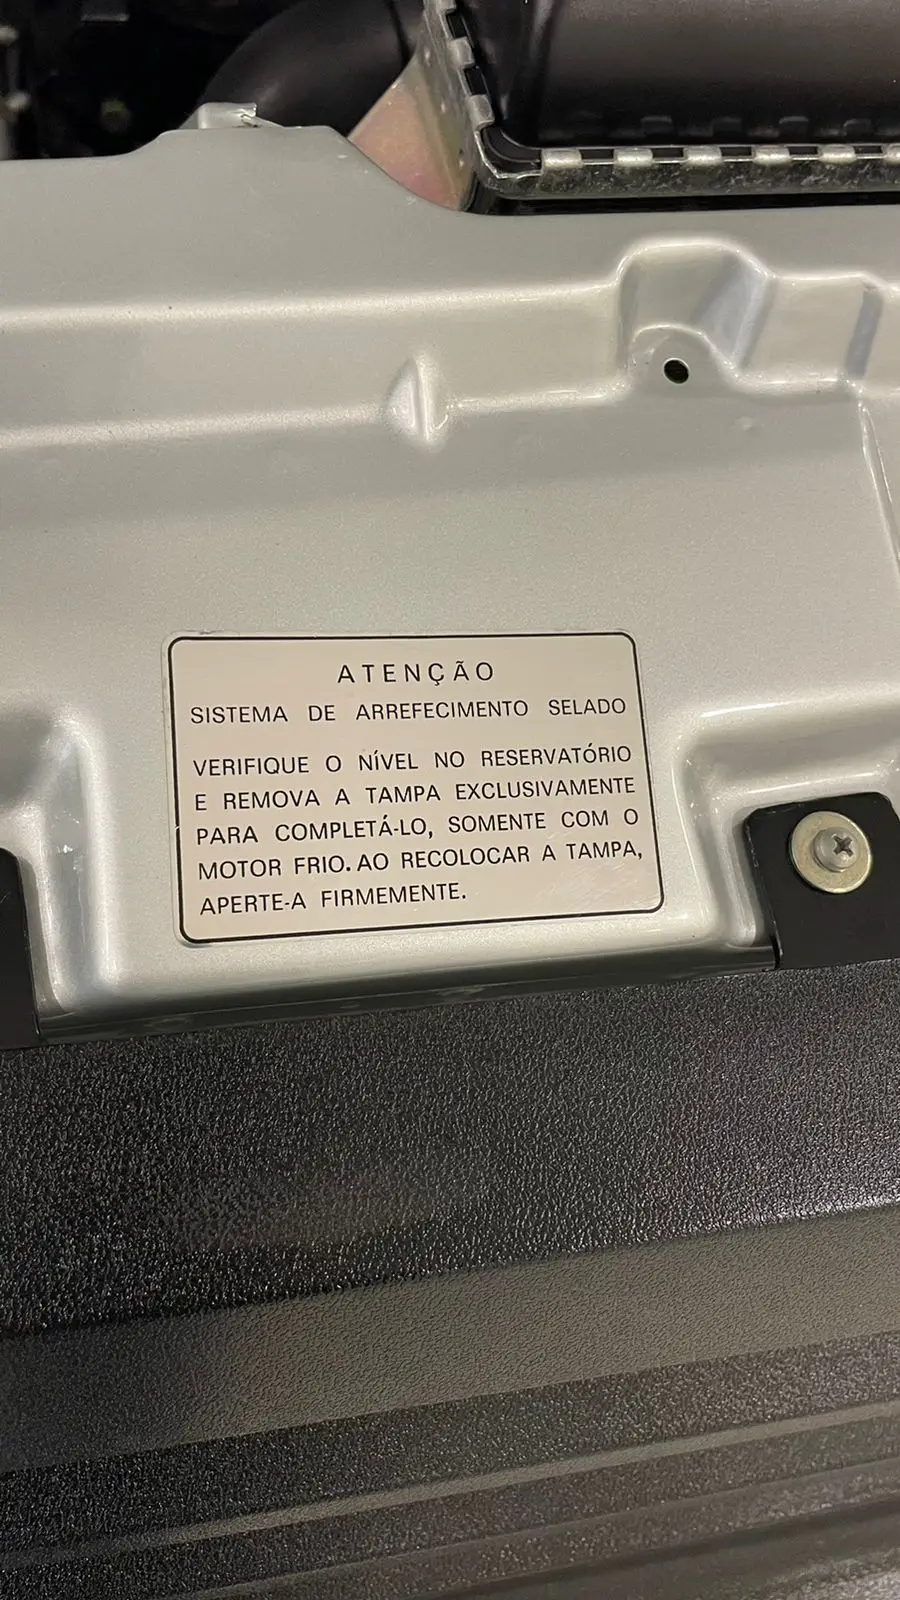 ATENÇÃO
SISTEMA DE ARREFECIMENTO SELADO
VERIFIQUE O NÍVEL NO RESERVATÓRIO
E REMOVA A TAMPA EXCLUSIVAMENTE
PARA COMPLETÁ-LO, SOMENTE COM O
MOTOR FRIO. AO RECOLOCAR A TAMPA,
APERTE-A FIRMEMENTE.